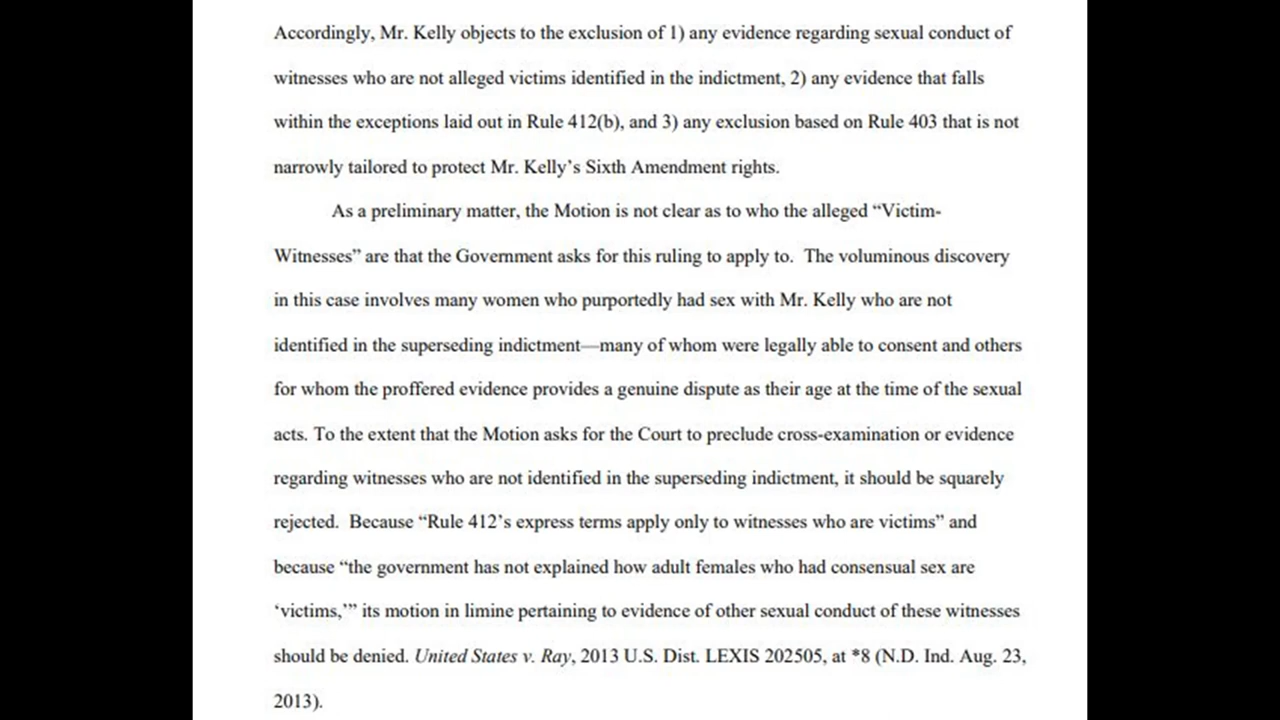 Accordingly, Mr. Kelly objects to the exclusion of 1) any evidence regarding sexual conduct of
witnesses who are not alleged victims identified in the indictment, 2) any evidence that falls
within the exceptions laid out in Rule 412(b), and 3) any exclusion based on Rule 403 that is not
narrowly tailored to protect Mr. Kelly’s Sixth Amendment rights.
As a preliminary matter, the Motion is not clear as to who the alleged “Victim-
Witnesses” are that the Government asks for this ruling to apply to.  The voluminous discovery
in this case involves many women who purportedly had sex with Mr. Kelly who are not
identified in the superseding indictment—many of whom were legally able to consent and others
for whom the proffered evidence provides a genuine dispute as their age at the time of the sexual
acts. To the extent that the Motion asks for the Court to preclude cross-examination or evidence
regarding witnesses who are not identified in the superseding indictment, it should be squarely
rejected.  Because “Rule 412’s express terms apply only to witnesses who are victims” and
because “the government has not explained how adult females who had consensual sex are
‘victims,’” its motion in limine pertaining to evidence of other sexual conduct of these witnesses
should be denied. United States v. Ray, 2013 U.S. Dist. LEXIS 202505, at *8 (N.D. Ind. Aug. 23,
2013).